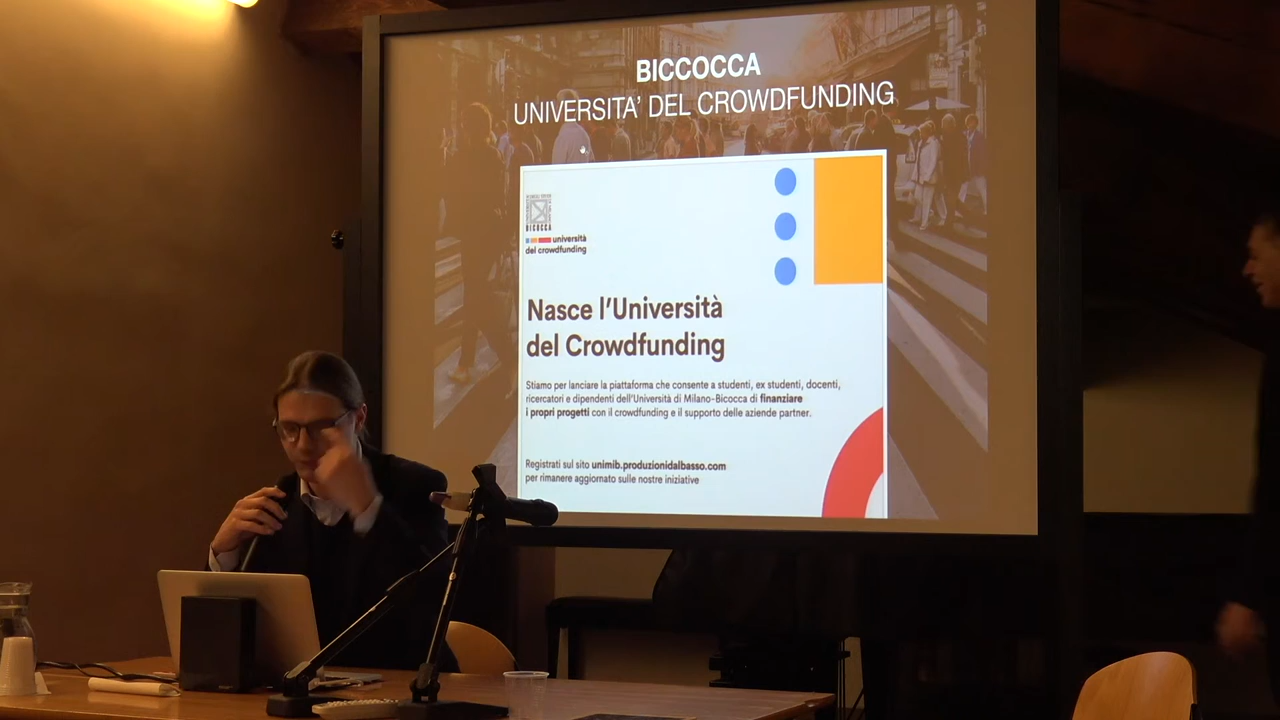 BICCOCCA
UNIVERSITA' DEL CROWDFUNDING
BICOCCA
università
del crowdfunding
Nasce l'Università
del Crowdfunding
Stiamo per lanciare la piattaforma che consente a studenti, ex studenti, docenti,
ricercatori e dipendenti dell'Università di Milano-Bicocca di finanziare
i propri progetti con il crowdfunding e il supporto delle aziende partner.
Registrati sul sito unimib.produzionidalbasso.com
per rimanere aggiornato sulle nostre iniziative